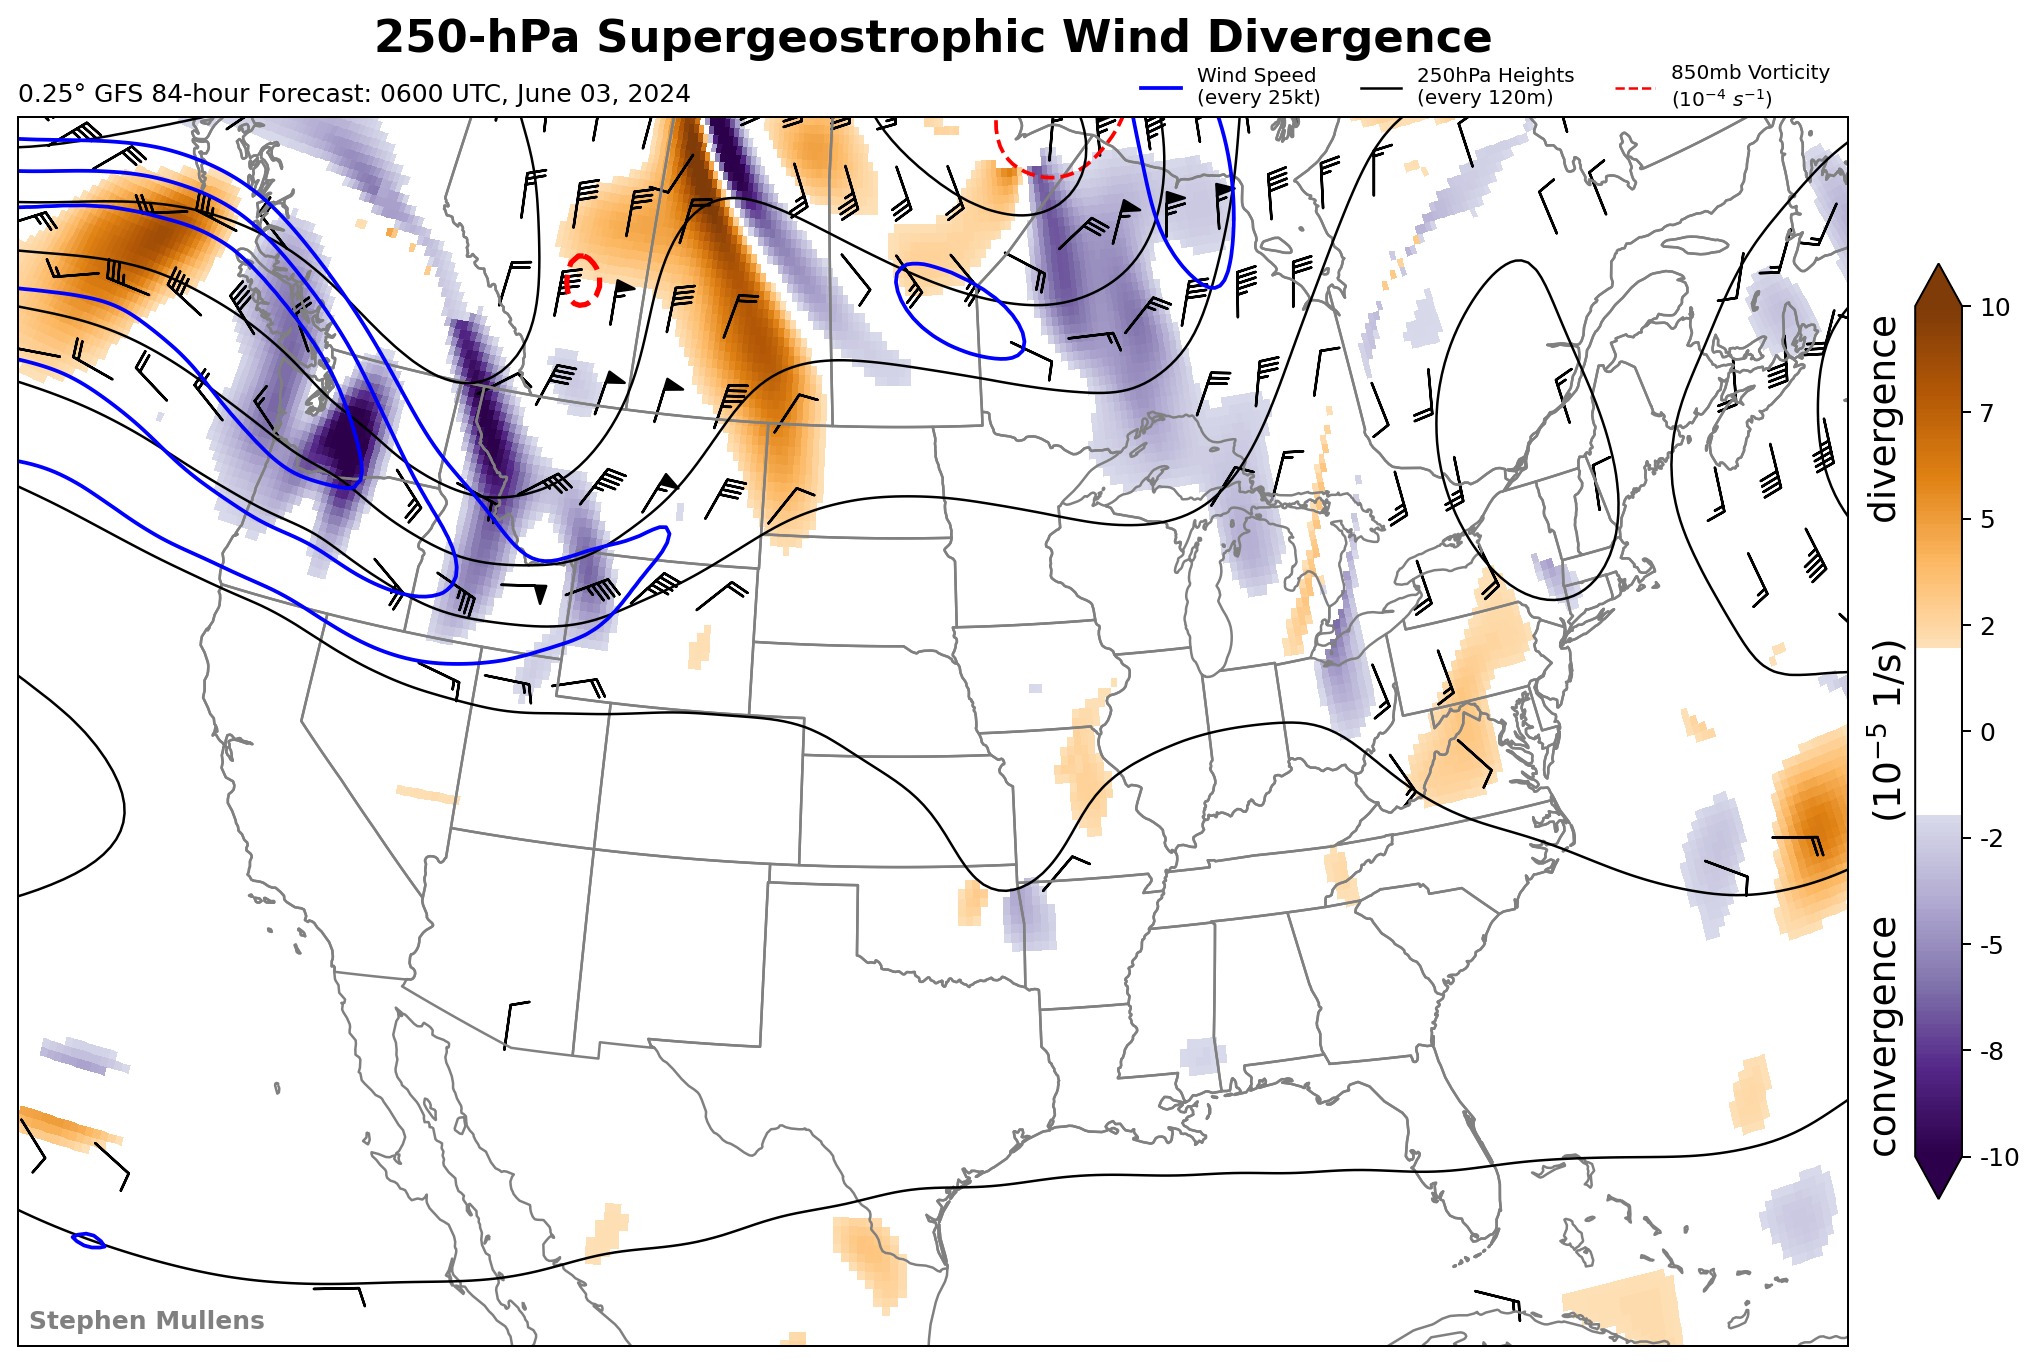 250-hPa Supergeostrophic Wind Divergence
0.25° GFS 84-hour Forecast: 0600 UTC, June 03, 2024
Wind Speed
(every 25kt)
250hPa Heights
(every 120m)
850mb Vorticity
(10⁻⁴ s⁻¹)
10
7
5
2
0
-2
-5
-8
-10
convergence (10⁻⁵ 1/s) divergence
Stephen Mullens